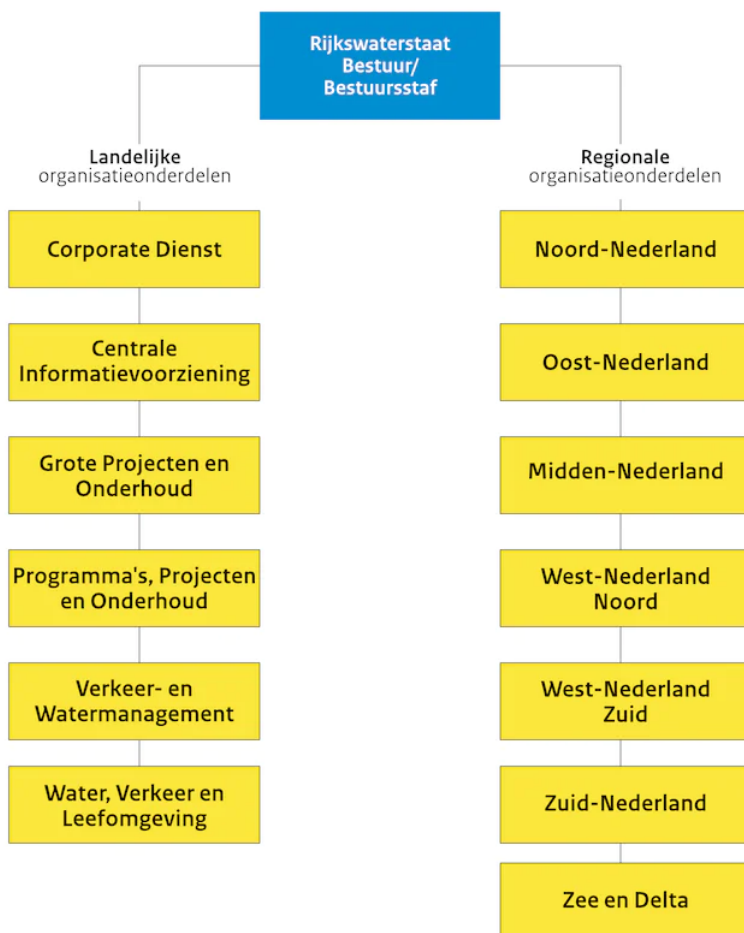 Rijkswaterstaat
Bestuur/
Bestuursstaf
Landelijke
organisatieonderdelen
Corporate Dienst
Centrale
Informatievoorziening
Grote Projecten en
Onderhoud
Programma's, Projecten
en Onderhoud
Verkeer- en
Watermanagement
Water, Verkeer en
Leefomgeving
Regionale
organisatieonderdelen
Noord-Nederland
Oost-Nederland
Midden-Nederland
West-Nederland
Noord
West-Nederland
Zuid
Zuid-Nederland
Zee en Delta